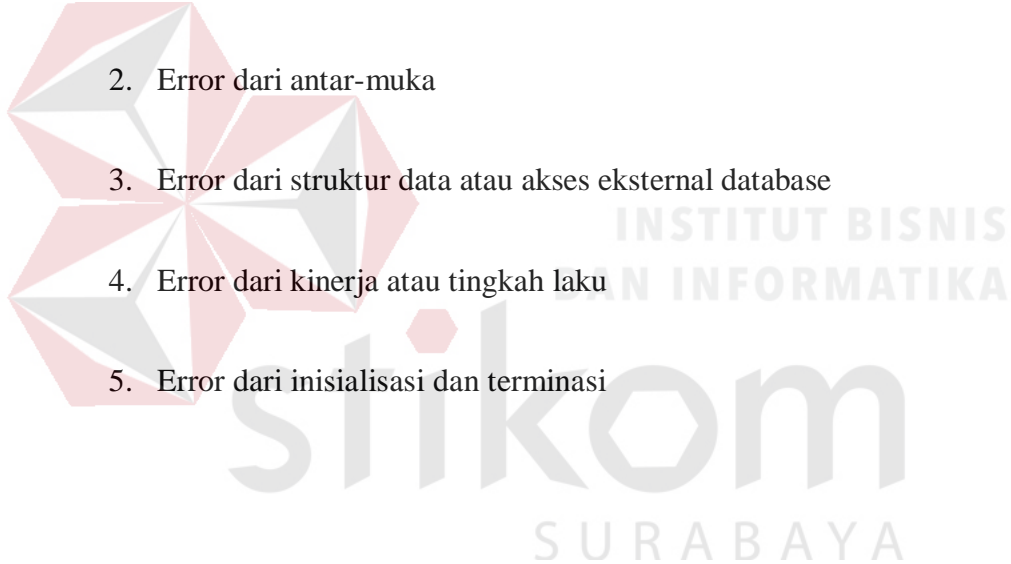 2. Error dari antar-muka
3. Error dari struktur data atau akses eksternal database
INSTITUT BISNIS
DAN INFORMATIKA
4. Error dari kinerja atau tingkah laku
5. Error dari inisialisasi dan terminasi
stikom
SURABAYA